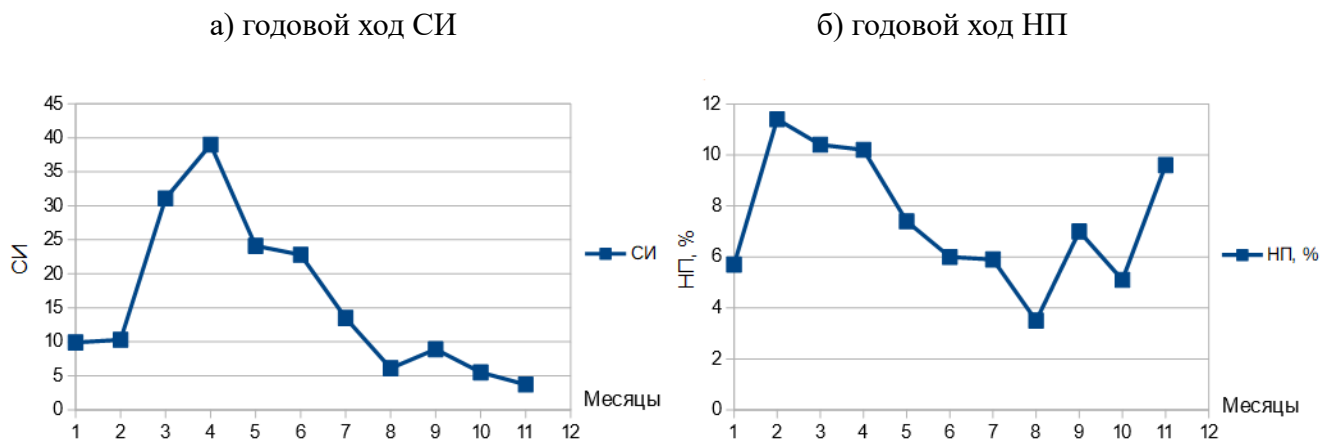 а) годовой ход СИ
б) годовой ход НП
45
40
35
30
25
20
15
10
5
0
СИ
1 2 3 4 5 6 7 8 9 10 11 12
Месяцы
СИ
12
10
8
6
4
2
0
НП, %
1 2 3 4 5 6 7 8 9 10 11 12
Месяцы
НП, %